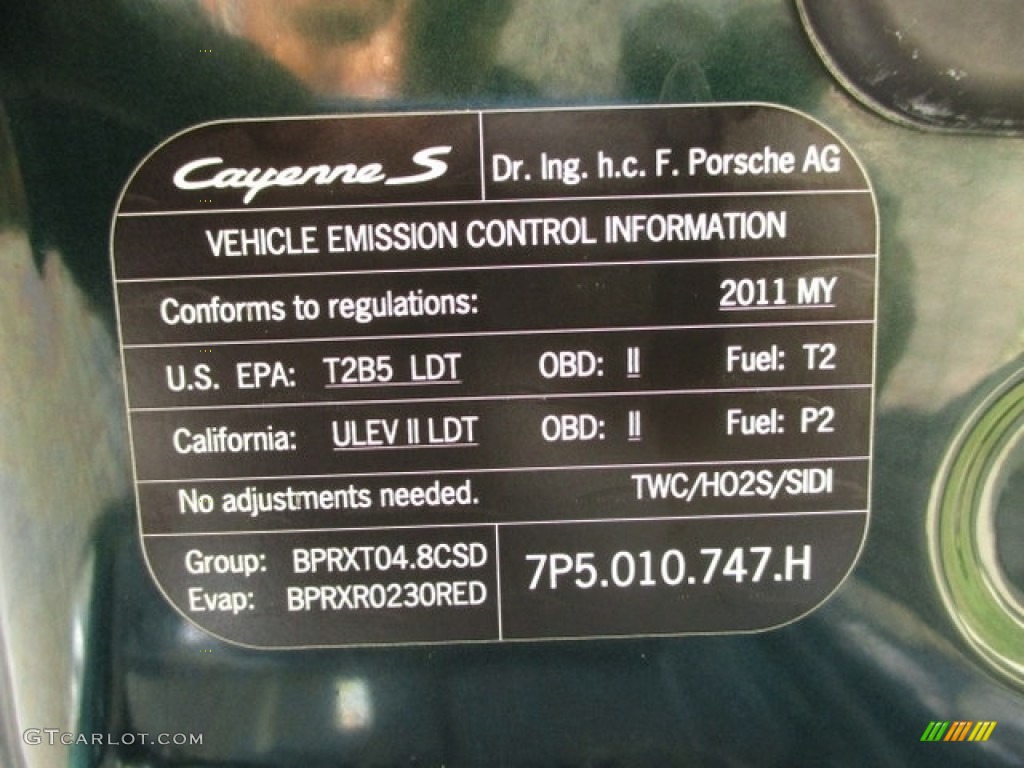 Cayenne S Dr. Ing. h.c. F. Porsche AG
VEHICLE EMISSION CONTROL INFORMATION
Conforms to regulations: 2011 MY
U.S. EPA: T2B5 LDT OBD: II Fuel: T2
California: ULEV II LDT OBD: II Fuel: P2
No adjustments needed. TWC/HO2S/SIDI
Group: BPRXT04.8CSD
Evap: BPRXR0230RED
7P5.010.747.H
GTCARLOT.COM